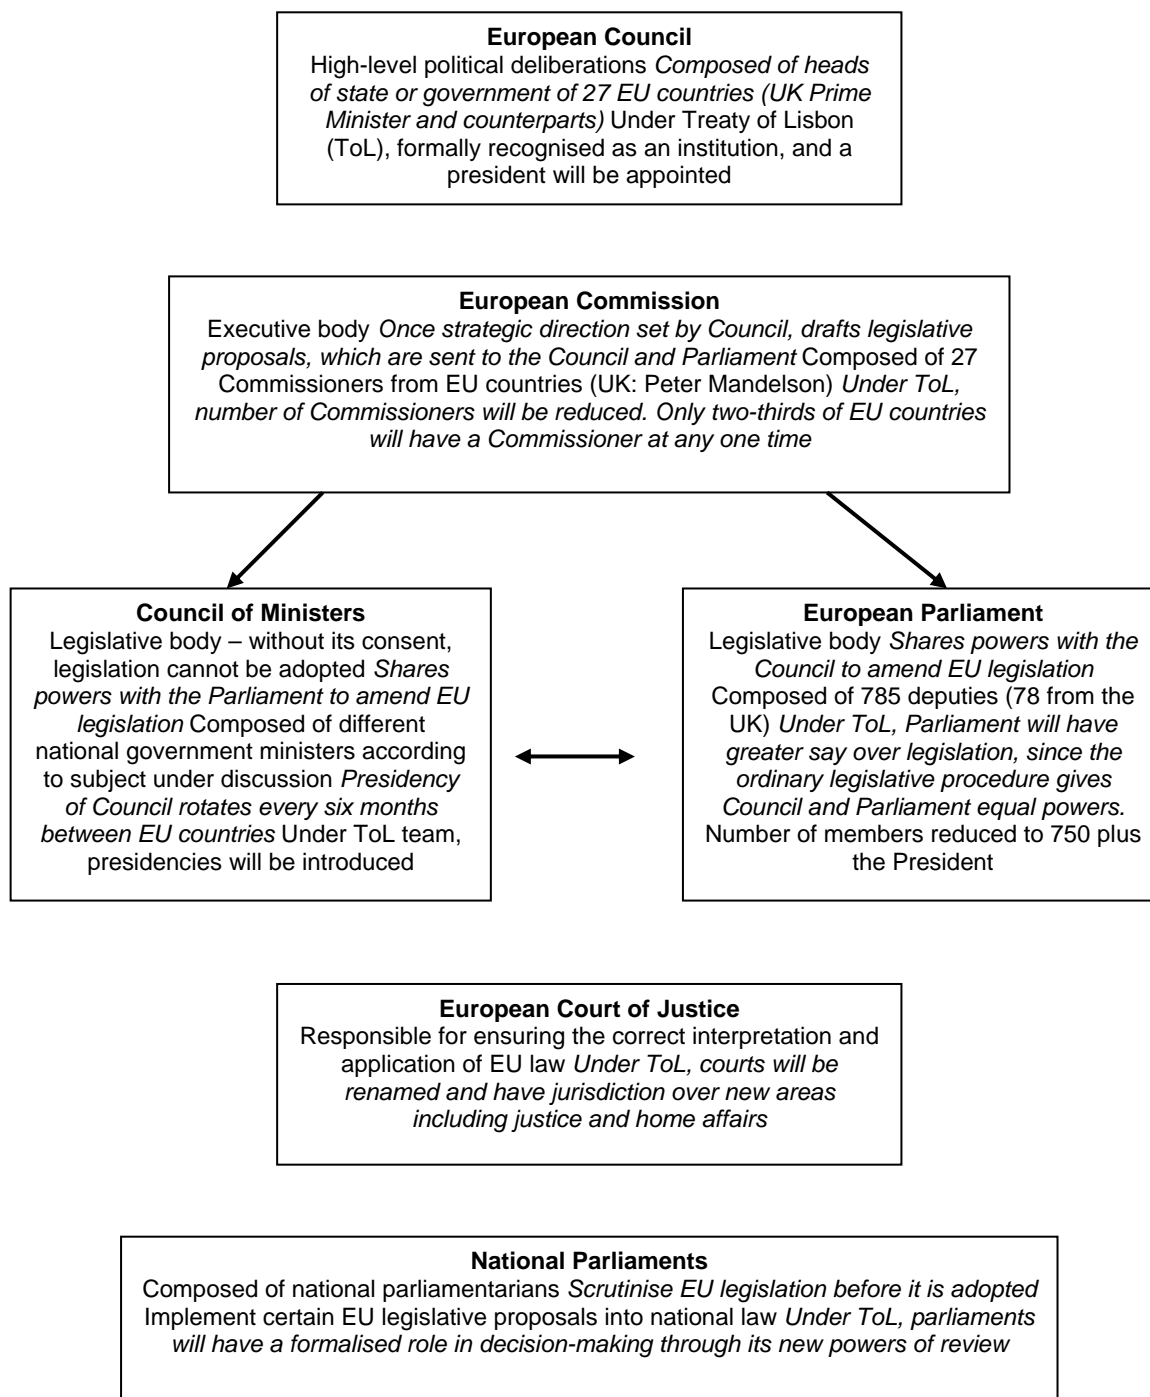 European Council
High-level political deliberations Composed of heads
of state or government of 27 EU countries (UK Prime
Minister and counterparts) Under Treaty of Lisbon
(ToL), formally recognised as an institution, and a
president will be appointed
European Commission
Executive body Once strategic direction set by Council, drafts legislative
proposals, which are sent to the Council and Parliament Composed of 27
Commissioners from EU countries (UK: Peter Mandelson) Under ToL,
number of Commissioners will be reduced. Only two-thirds of EU countries
will have a Commissioner at any one time
Council of Ministers
Legislative body – without its consent,
legislation cannot be adopted Shares
powers with the Parliament to amend EU
legislation Composed of different
national government ministers according
to subject under discussion Presidency
of Council rotates every six months
between EU countries Under ToL team,
presidencies will be introduced
European Parliament
Legislative body Shares powers with the
Council to amend EU legislation
Composed of 785 deputies (78 from the
UK) Under ToL, Parliament will have
greater say over legislation, since the
ordinary legislative procedure gives
Council and Parliament equal powers.
Number of members reduced to 750 plus
the President
European Court of Justice
Responsible for ensuring the correct interpretation and
application of EU law Under ToL, courts will be
renamed and have jurisdiction over new areas
including justice and home affairs
National Parliaments
Composed of national parliamentarians Scrutinise EU legislation before it is adopted
Implement certain EU legislative proposals into national law Under ToL, parliaments
will have a formalised role in decision-making through its new powers of review